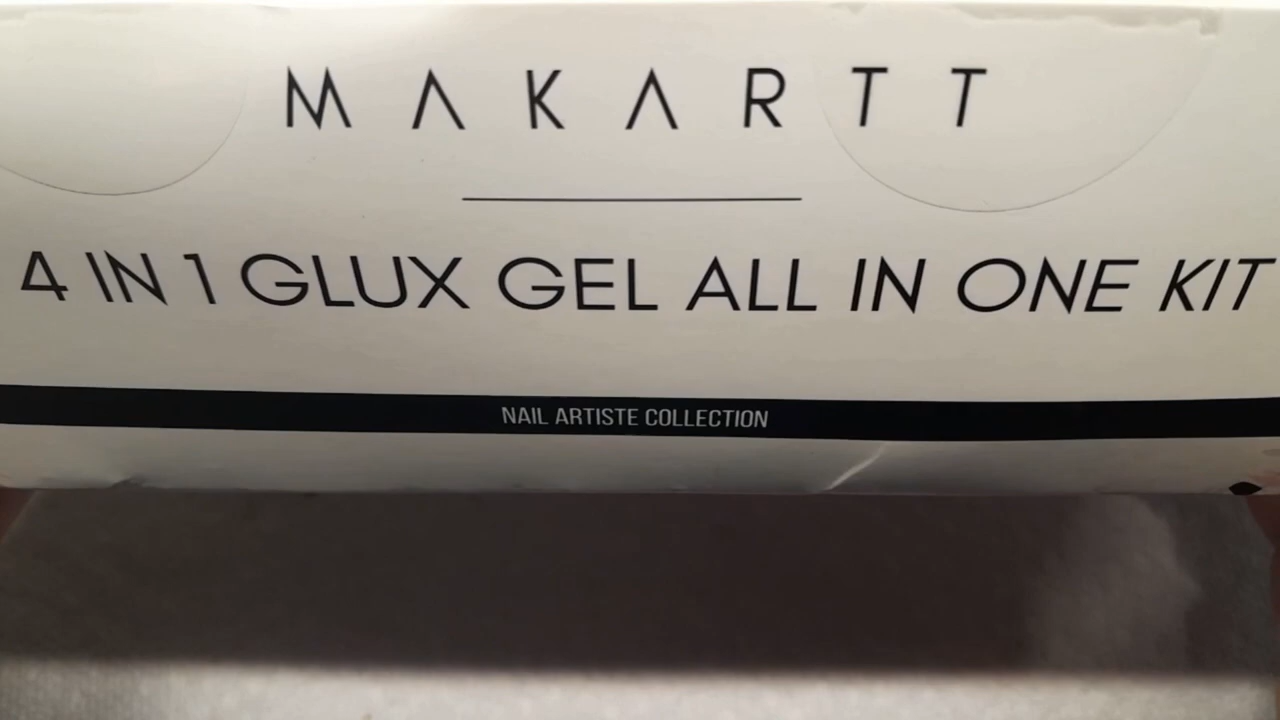 MAKARTT
4 IN 1 GLUX GEL ALL IN ONE KIT
NAIL ARTISTE COLLECTION